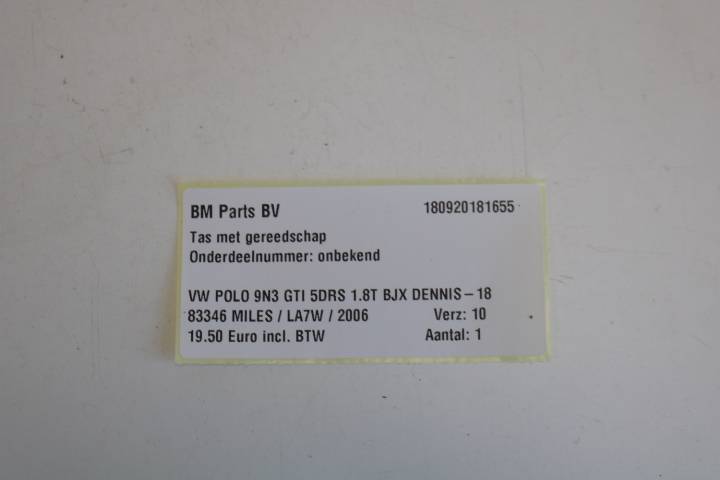 BM Parts BV 180920181655
Tas met gereedschap
Onderdeelnummer: onbekend
VW POLO 9N3 GTI 5DRS 1.8T BJX DENNIS – 18
83346 MILES / LA7W / 2006 Verz: 10
19.50 Euro incl. BTW Aantal: 1